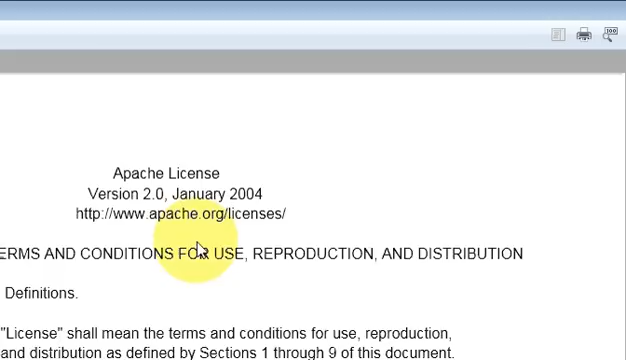 100
Apache License
Version 2.0, January 2004
http://www.apache.org/licenses/
ERMS AND CONDITIONS FOR USE, REPRODUCTION, AND DISTRIBUTION
Definitions.
"License" shall mean the terms and conditions for use, reproduction,
and distribution as defined by Sections 1 through 9 of this document.